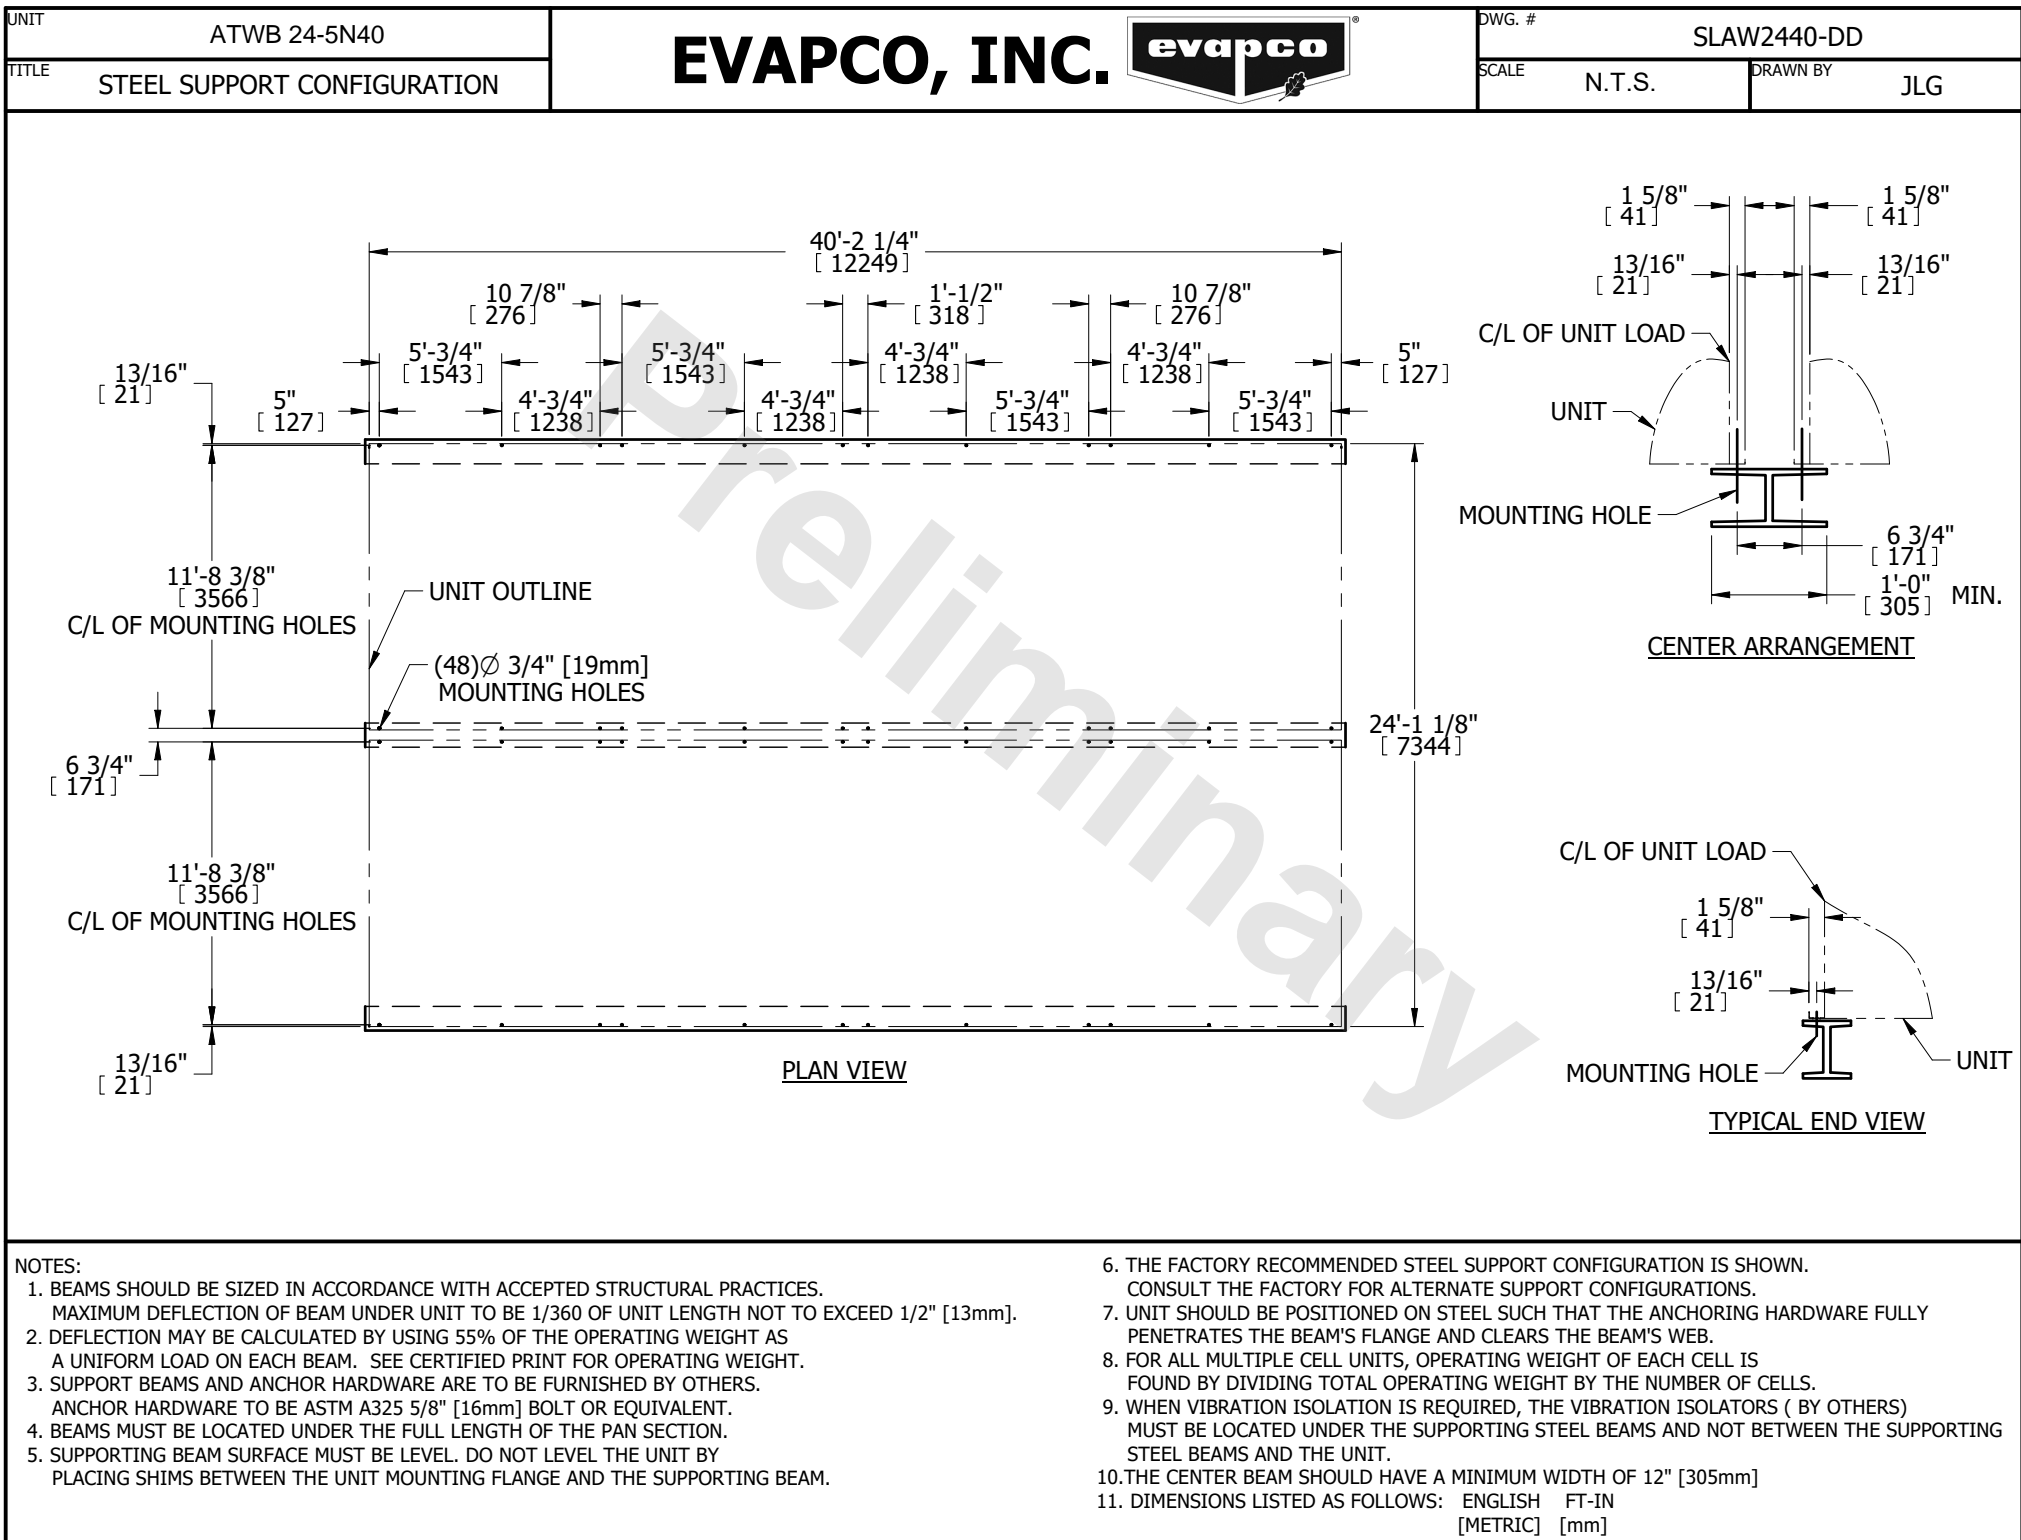 UNIT
ATWB 24-5N40
TITLE
STEEL SUPPORT CONFIGURATION
EVAPCO, INC.
evapco
®
DWG. #
SLAW2440-DD
SCALE
N.T.S.
DRAWN BY
JLG
40'-2 1/4"
[ 12249]
10 7/8"
[ 276]
1'-1/2"
[ 318 ]
10 7/8"
[ 276]
5'-3/4"
[ 1543]
5'-3/4"
[ 1543]
4'-3/4"
[ 1238]
4'-3/4"
[ 1238]
5"
[ 127]
13/16"
[ 21]
5"
[ 127]
4'-3/4"
[ 1238]
4'-3/4"
[ 1238]
5'-3/4"
[ 1543]
5'-3/4"
[ 1543]
11'-8 3/8"
[ 3566]
C/L OF MOUNTING HOLES
UNIT OUTLINE
(48)Ø 3/4" [19mm]
MOUNTING HOLES
6 3/4"
[ 171]
24'-1 1/8"
[ 7344]
11'-8 3/8"
[ 3566]
C/L OF MOUNTING HOLES
13/16"
[ 21]
PLAN VIEW
Preliminary
1 5/8"
[ 41]
1 5/8"
[ 41]
13/16"
[ 21]
13/16"
[ 21]
C/L OF UNIT LOAD
UNIT
MOUNTING HOLE
6 3/4"
[ 171]
1'-0"
[ 305] MIN.
CENTER ARRANGEMENT
C/L OF UNIT LOAD
1 5/8"
[ 41]
13/16"
[ 21]
MOUNTING HOLE
UNIT
TYPICAL END VIEW
NOTES:
1. BEAMS SHOULD BE SIZED IN ACCORDANCE WITH ACCEPTED STRUCTURAL PRACTICES.
MAXIMUM DEFLECTION OF BEAM UNDER UNIT TO BE 1/360 OF UNIT LENGTH NOT TO EXCEED 1/2" [13mm].
2. DEFLECTION MAY BE CALCULATED BY USING 55% OF THE OPERATING WEIGHT AS
A UNIFORM LOAD ON EACH BEAM. SEE CERTIFIED PRINT FOR OPERATING WEIGHT.
3. SUPPORT BEAMS AND ANCHOR HARDWARE ARE TO BE FURNISHED BY OTHERS.
ANCHOR HARDWARE TO BE ASTM A325 5/8" [16mm] BOLT OR EQUIVALENT.
4. BEAMS MUST BE LOCATED UNDER THE FULL LENGTH OF THE PAN SECTION.
5. SUPPORTING BEAM SURFACE MUST BE LEVEL. DO NOT LEVEL THE UNIT BY
PLACING SHIMS BETWEEN THE UNIT MOUNTING FLANGE AND THE SUPPORTING BEAM.
6. THE FACTORY RECOMMENDED STEEL SUPPORT CONFIGURATION IS SHOWN.
CONSULT THE FACTORY FOR ALTERNATE SUPPORT CONFIGURATIONS.
7. UNIT SHOULD BE POSITIONED ON STEEL SUCH THAT THE ANCHORING HARDWARE FULLY
PENETRATES THE BEAM'S FLANGE AND CLEARS THE BEAM'S WEB.
8. FOR ALL MULTIPLE CELL UNITS, OPERATING WEIGHT OF EACH CELL IS
FOUND BY DIVIDING TOTAL OPERATING WEIGHT BY THE NUMBER OF CELLS.
9. WHEN VIBRATION ISOLATION IS REQUIRED, THE VIBRATION ISOLATORS ( BY OTHERS)
MUST BE LOCATED UNDER THE SUPPORTING STEEL BEAMS AND NOT BETWEEN THE SUPPORTING
STEEL BEAMS AND THE UNIT.
10.THE CENTER BEAM SHOULD HAVE A MINIMUM WIDTH OF 12" [305mm]
11. DIMENSIONS LISTED AS FOLLOWS: ENGLISH FT-IN
[METRIC] [mm]